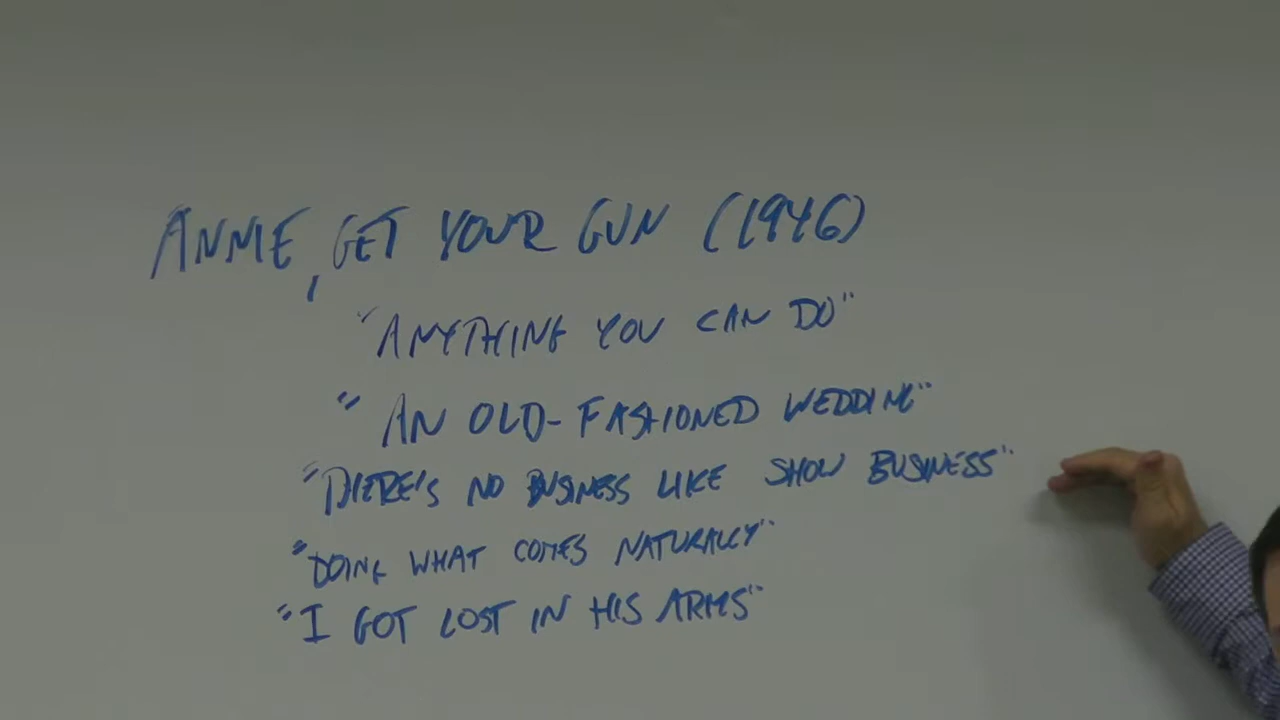 ANNIE, GET YOUR GUN (1946)
"ANYTHING YOU CAN DO"
"AN OLD-FASHIONED WEDDING"
"THERE'S NO BUSINESS LIKE SHOW BUSINESS"
"DOING WHAT COMES NATURALLY"
"I GOT LOST IN HIS ARMS"